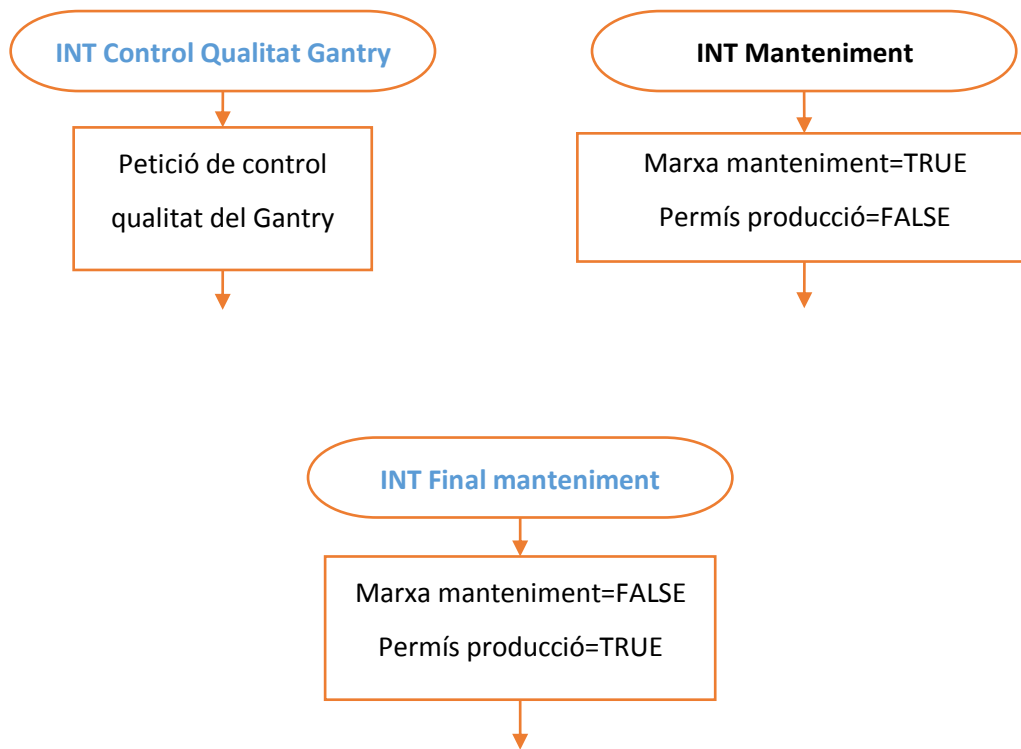 INT Control Qualitat Gantry
Petició de control
qualitat del Gantry
INT Manteniment
Marxa manteniment=TRUE
Permís producció=FALSE
INT Final manteniment
Marxa manteniment=FALSE
Permís producció=TRUE